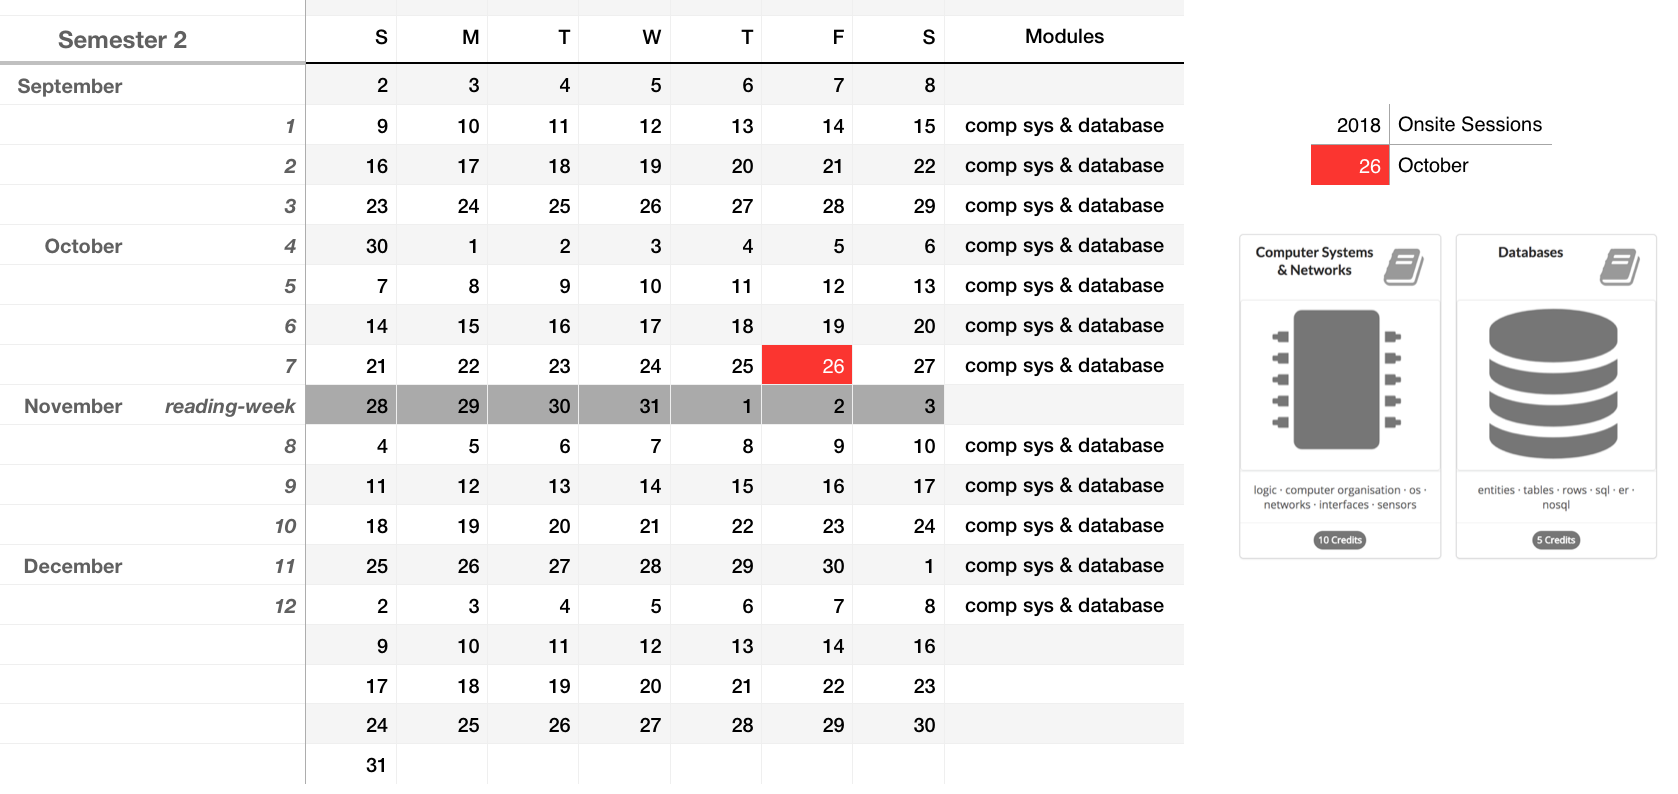 Semester 2 S M T W T F S Modules
September 2 3 4 5 6 7 8
1 9 10 11 12 13 14 15 comp sys & database
2 16 17 18 19 20 21 22 comp sys & database
3 23 24 25 26 27 28 29 comp sys & database
October 4 30 1 2 3 4 5 6 comp sys & database
5 7 8 9 10 11 12 13 comp sys & database
6 14 15 16 17 18 19 20 comp sys & database
7 21 22 23 24 25 26 27 comp sys & database
November reading-week 28 29 30 31 1 2 3
8 4 5 6 7 8 9 10 comp sys & database
9 11 12 13 14 15 16 17 comp sys & database
10 18 19 20 21 22 23 24 comp sys & database
December 11 25 26 27 28 29 30 1 comp sys & database
12 2 3 4 5 6 7 8 comp sys & database
9 10 11 12 13 14 16
17 18 19 20 21 22 23
24 25 26 27 28 29 30
31
2018 Onsite Sessions
26 October
Computer Systems
& Networks
logic · computer organisation · os ·
networks · interfaces · sensors
10 Credits
Databases
entities · tables · rows · sql · er ·
nosql
5 Credits